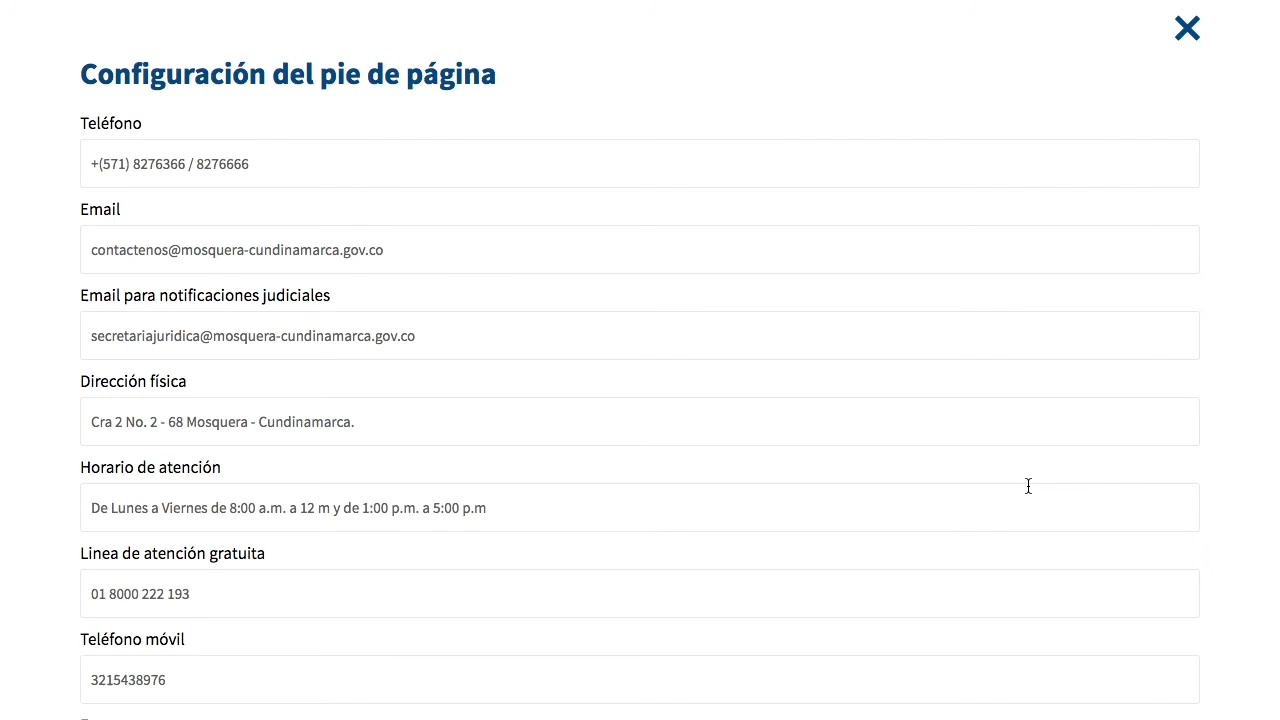 Configuración del pie de página
Teléfono
+(571) 8276366 / 8276666
Email
contactenos@mosquera-cundinamarca.gov.co
Email para notificaciones judiciales
secretariajuridica@mosquera-cundinamarca.gov.co
Dirección física
Cra 2 No. 2 - 68 Mosquera - Cundinamarca.
Horario de atención
De Lunes a Viernes de 8:00 a.m. a 12 m y de 1:00 p.m. a 5:00 p.m
Linea de atención gratuita
01 8000 222 193
Teléfono móvil
3215438976